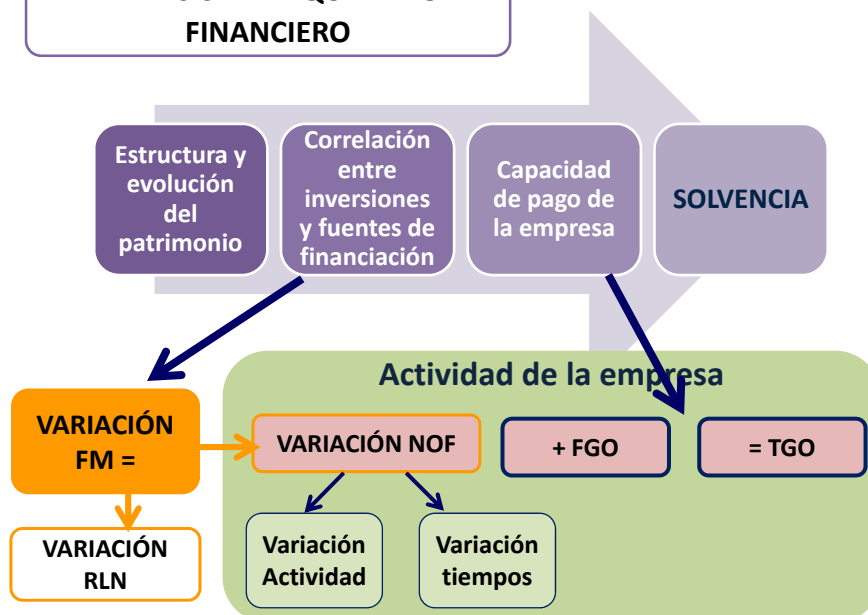 FINANCIERO
Estructura y
evolución
del
patrimonio
Correlación
entre
inversiones
y fuentes de
financiación
Capacidad
de pago de
la empresa
SOLVENCIA
Actividad de la empresa
VARIACIÓN
FM =
VARIACIÓN NOF
+ FGO
= TGO
VARIACIÓN
RLN
Variación
Actividad
Variación
tiempos